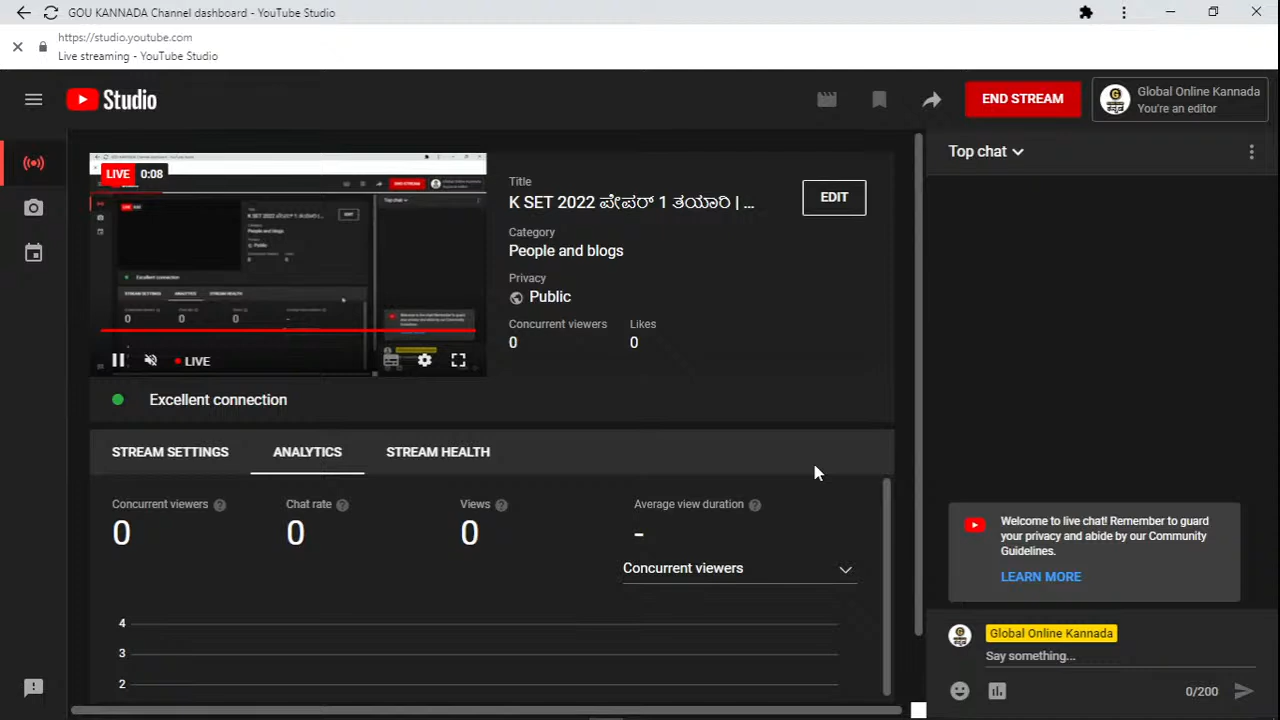 GOU KANNADA Channel dashboard - YouTube Studio
https://studio.youtube.com
Live streaming - YouTube Studio
Studio
END STREAM
Global Online Kannada
You're an editor
LIVE 0:08
LIVE
Title
K SET 2022 ಪೇಪರ್ 1 ತಯಾರಿ | ...
EDIT
Category
People and blogs
Privacy
Public
Concurrent viewers Likes
0 0
Excellent connection
STREAM SETTINGS ANALYTICS STREAM HEALTH
Concurrent viewers Chat rate Views Average view duration
0 0 0 -
Concurrent viewers
4
3
2
Top chat
Welcome to live chat! Remember to guard
your privacy and abide by our Community
Guidelines.
LEARN MORE
Global Online Kannada
Say something...
0/200